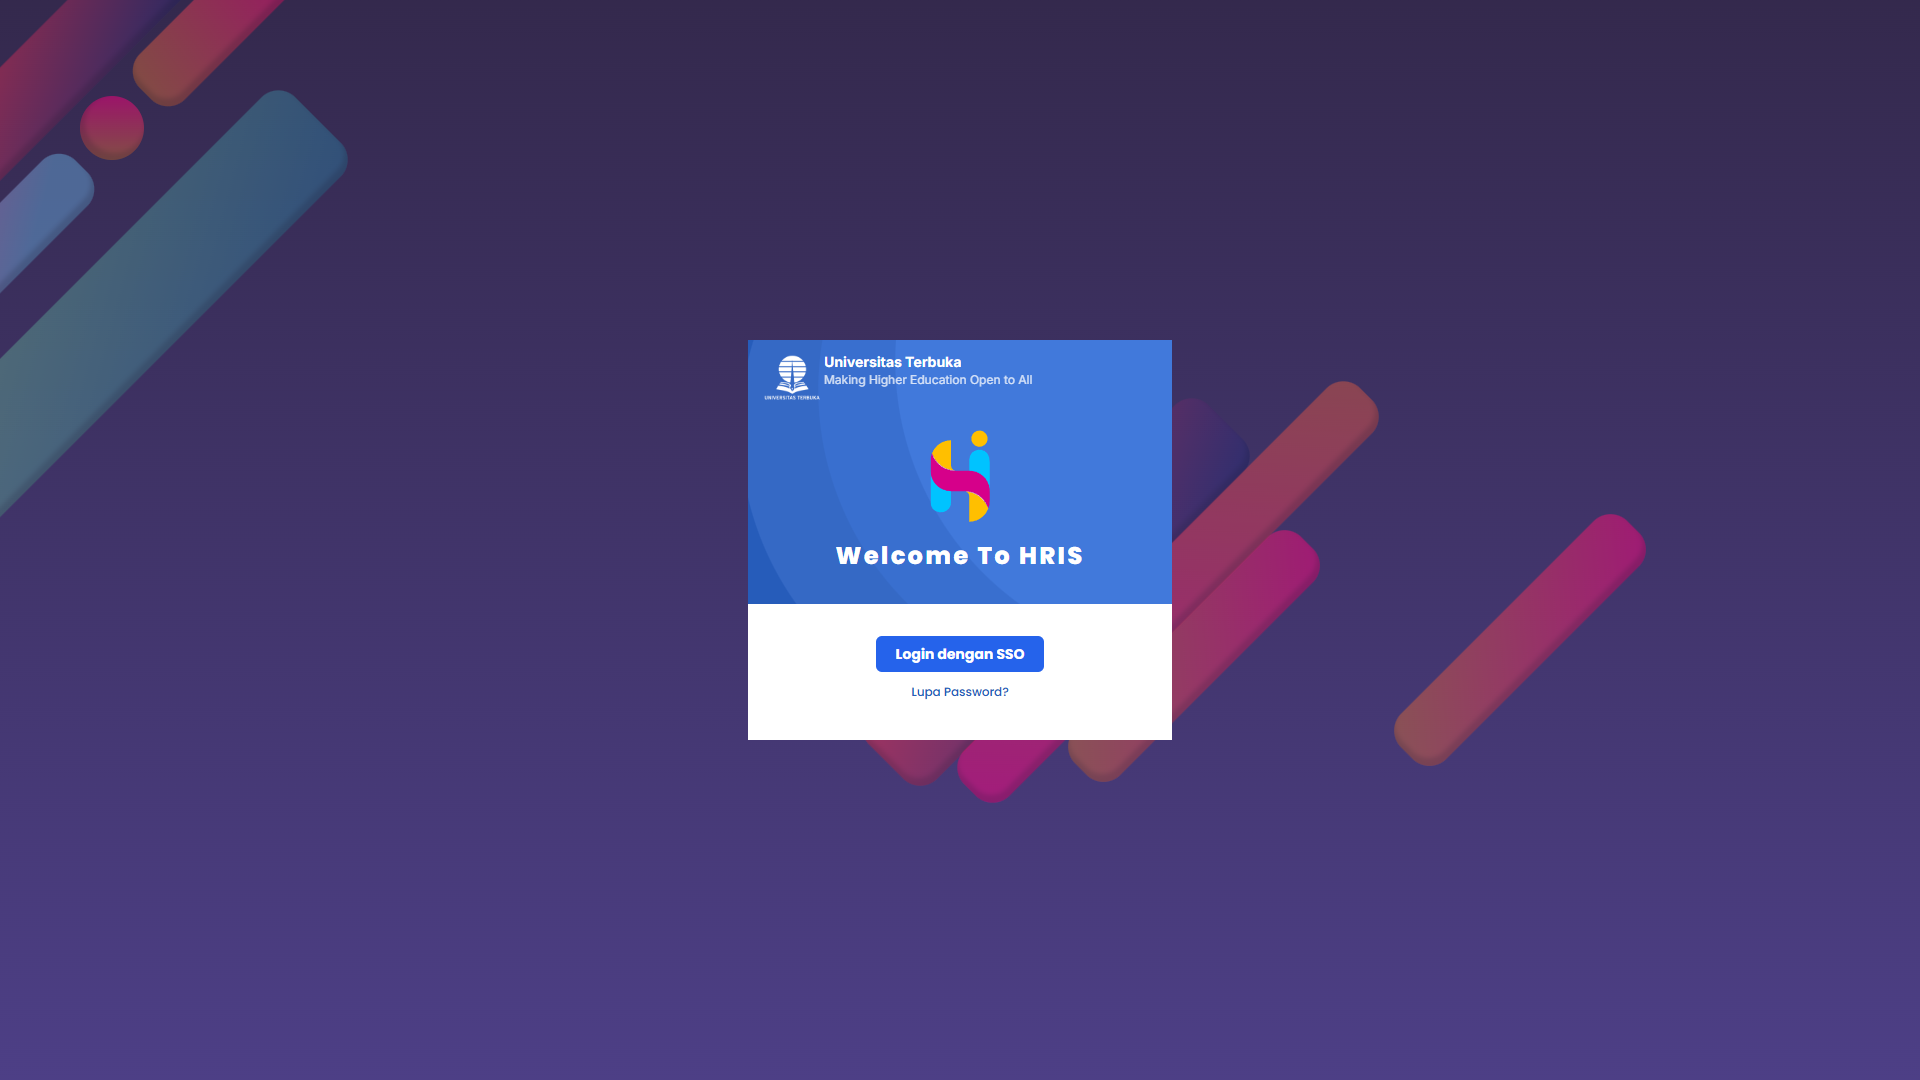 Universitas Terbuka
Making Higher Education Open to All
UNIVERSITAS TERBUKA
Welcome To HRIS
Login dengan SSO
Lupa Password?